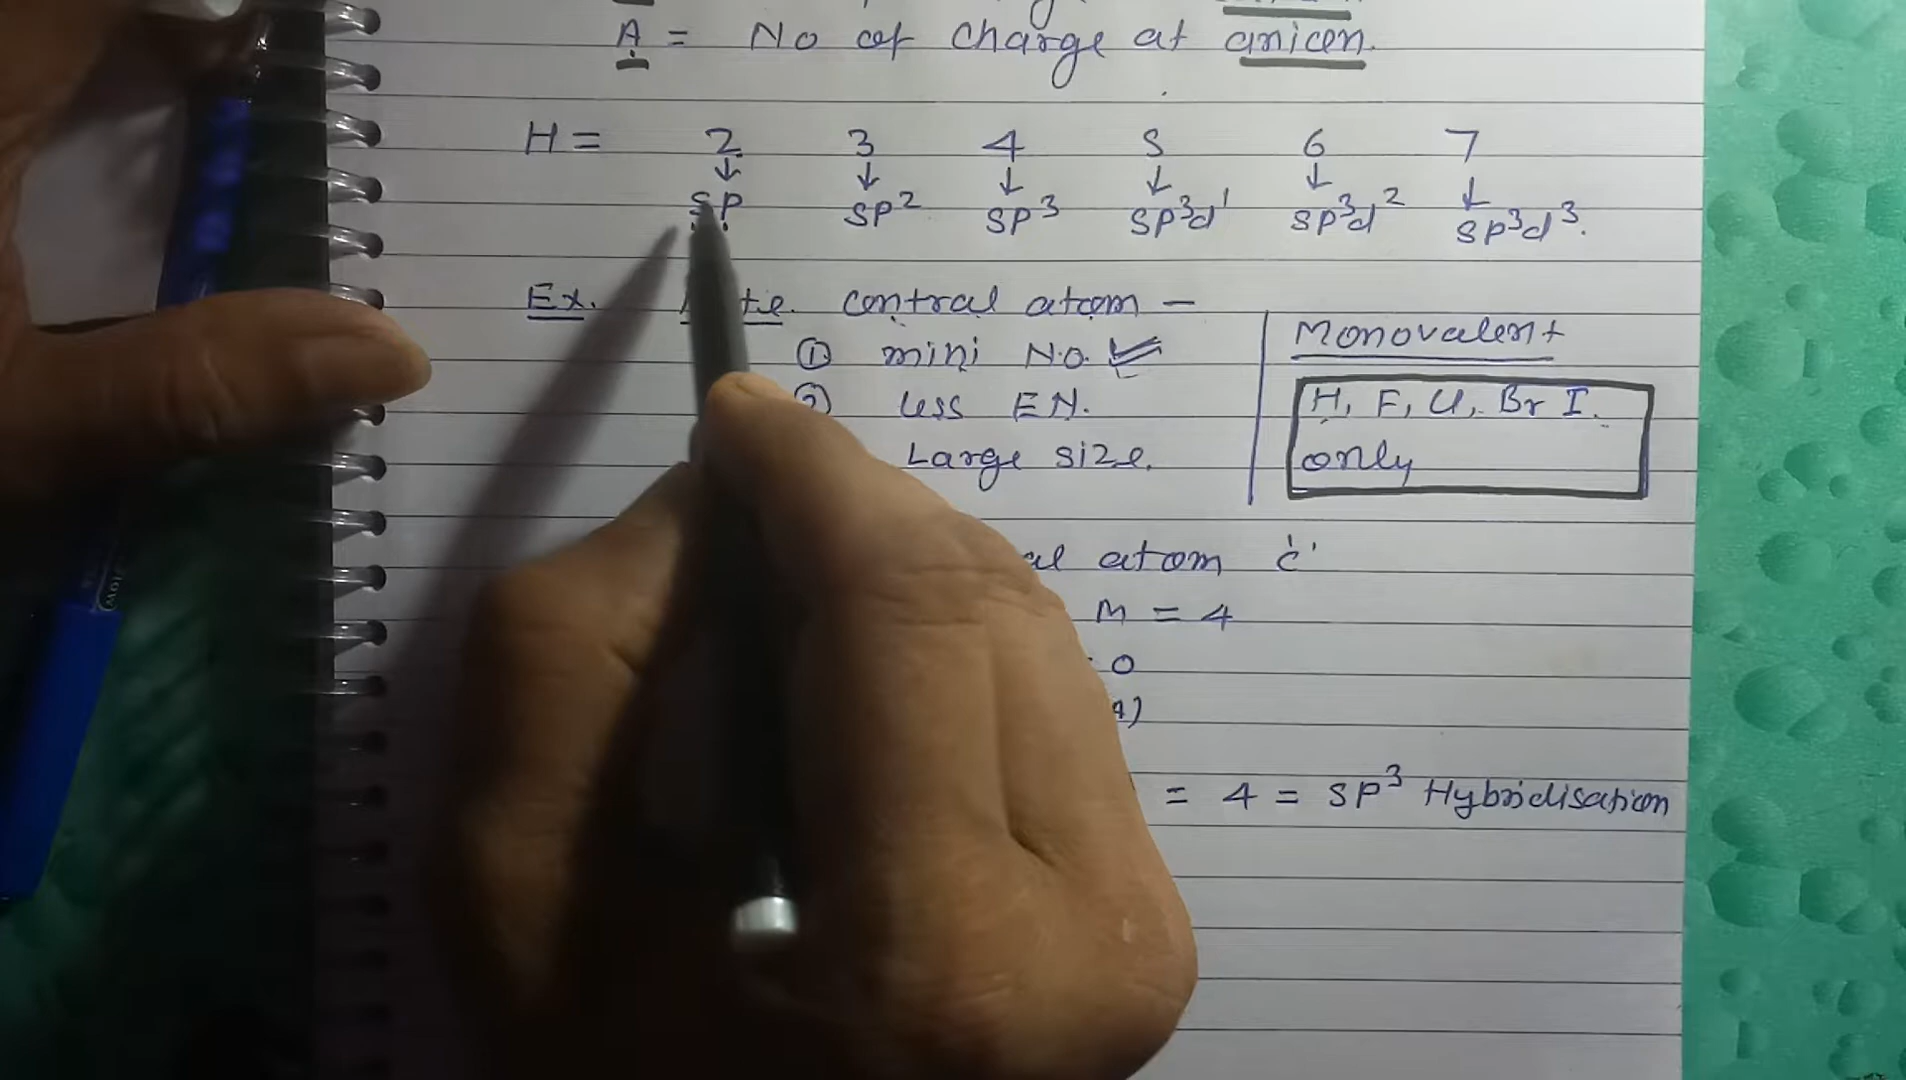 A = No of charge at anion.
H = 2 3 4 5 6 7
↓ ↓ ↓ ↓ ↓ ↓
SP SP² SP³ SP³d¹ SP³d² SP³d³.
Ex. central atom -
① mini No.
② Less EN.
Large size.
Monovalent
H, F, Cl, Br I.
only
atom 'c'
M = 4
0
A)
= 4 = SP³ Hybridisation